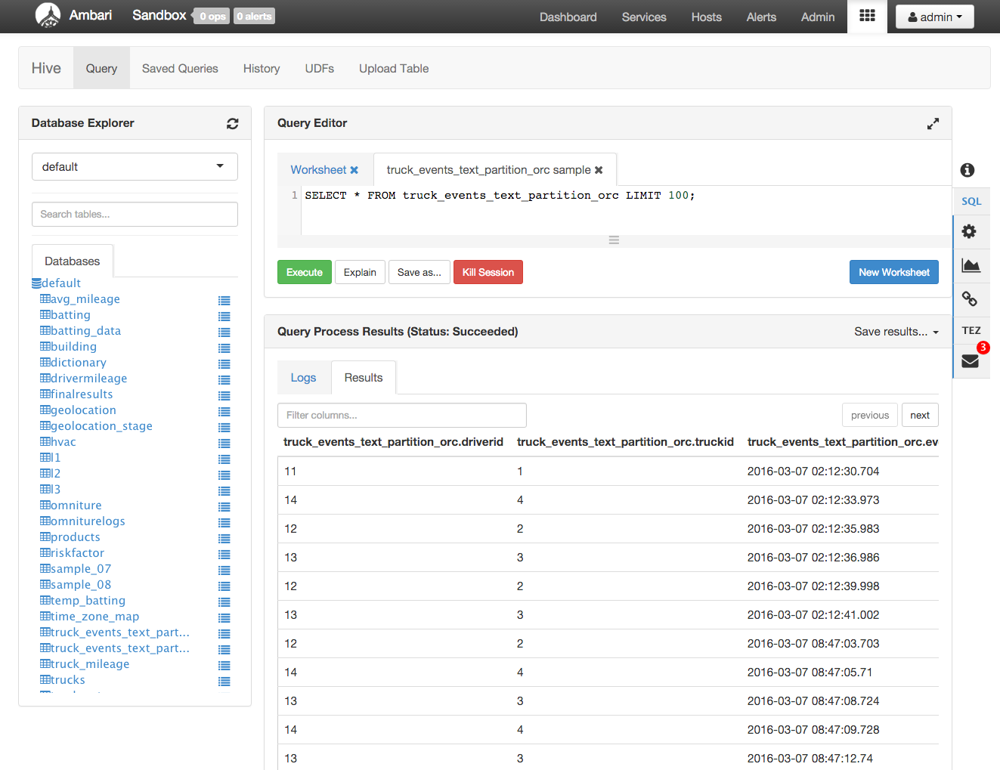 Ambari Sandbox 0 ops 0 alerts Dashboard Services Hosts Alerts Admin admin
Hive Query Saved Queries History UDFs Upload Table
Database Explorer
default
Search tables...
Databases
default
avg_mileage
batting
batting_data
building
dictionary
drivermileage
finalresults
geolocation
geolocation_stage
hvac
l1
l2
l3
omniture
omniturelogs
products
riskfactor
sample_07
sample_08
temp_batting
time_zone_map
truck_events_text_part...
truck_events_text_part...
truck_mileage
trucks
Query Editor
Worksheet truck_events_text_partition_orc sample
1 SELECT * FROM truck_events_text_partition_orc LIMIT 100;
Execute Explain Save as... Kill Session New Worksheet
Query Process Results (Status: Succeeded) Save results...
Logs Results
Filter columns... previous next
truck_events_text_partition_orc.driverid truck_events_text_partition_orc.truckid truck_events_text_partition_orc.ev
11 1 2016-03-07 02:12:30.704
14 4 2016-03-07 02:12:33.973
12 2 2016-03-07 02:12:35.983
13 3 2016-03-07 02:12:36.986
12 2 2016-03-07 02:12:39.998
13 3 2016-03-07 02:12:41.002
12 2 2016-03-07 08:47:03.703
14 4 2016-03-07 08:47:05.71
13 3 2016-03-07 08:47:08.724
14 4 2016-03-07 08:47:09.728
13 3 2016-03-07 08:47:12.74
SQL
TEZ
3